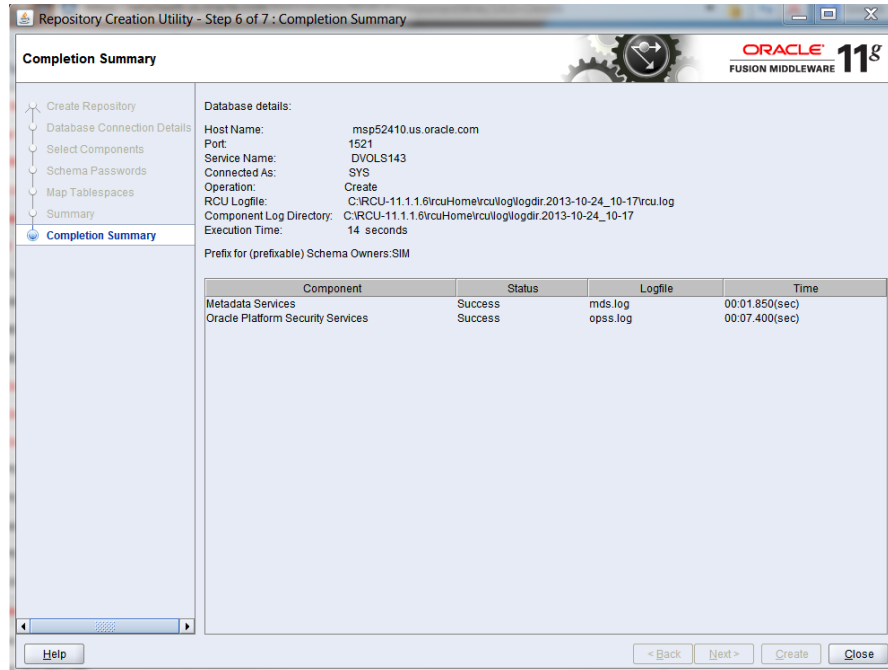 Repository Creation Utility - Step 6 of 7 : Completion Summary
Completion Summary
ORACLE
FUSION MIDDLEWARE 11g
Create Repository
Database Connection Details
Select Components
Schema Passwords
Map Tablespaces
Summary
Completion Summary
Database details:
Host Name: msp52410.us.oracle.com
Port: 1521
Service Name: DVOLS143
Connected As: SYS
Operation: Create
RCU Logfile: C:\RCU-11.1.1.6\rcuHome\rcu\log\logdir.2013-10-24_10-17\rcu.log
Component Log Directory: C:\RCU-11.1.1.6\rcuHome\rcu\log\logdir.2013-10-24_10-17
Execution Time: 14 seconds
Prefix for (prefixable) Schema Owners:SIM
Component Status Logfile Time
Metadata Services Success mds.log 00:01.850(sec)
Oracle Platform Security Services Success opss.log 00:07.400(sec)
Help < Back Next > Create Close